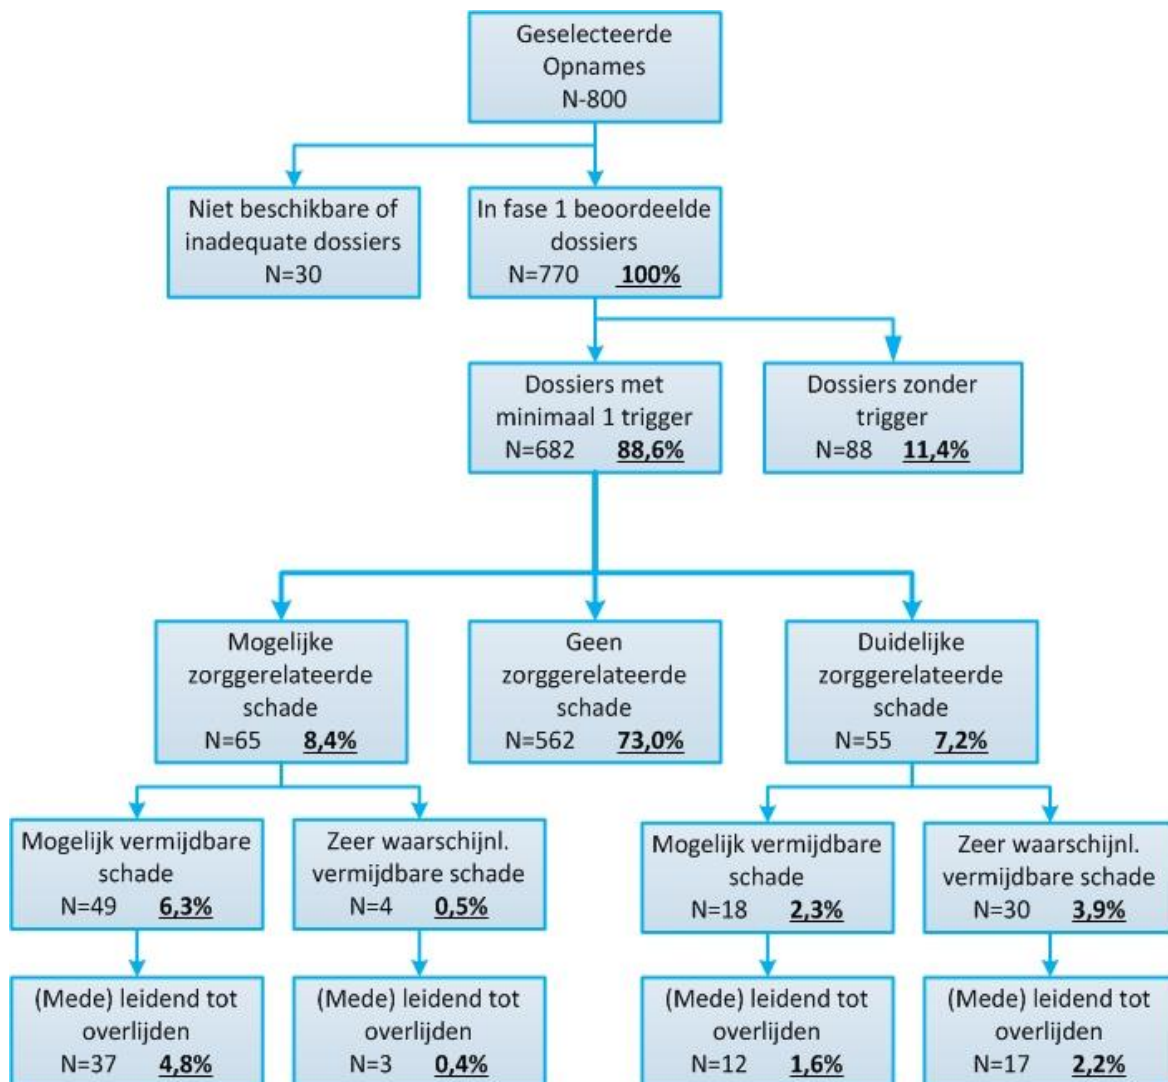 Geselecteerde
Opnames
N-800
Niet beschikbare of
inadequate dossiers
N=30
In fase 1 beoordeelde
dossiers
N=770 100%
Dossiers met
minimaal 1 trigger
N=682 88,6%
Dossiers zonder
trigger
N=88 11,4%
Mogelijke
zorggerelateerde
schade
N=65 8,4%
Geen
zorggerelateerde
schade
N=562 73,0%
Duidelijke
zorggerelateerde
schade
N=55 7,2%
Mogelijk vermijdbare
schade
N=49 6,3%
Zeer waarschijnl.
vermijdbare schade
N=4 0,5%
Mogelijk vermijdbare
schade
N=18 2,3%
Zeer waarschijnl.
vermijdbare schade
N=30 3,9%
(Mede) leidend tot
overlijden
N=37 4,8%
(Mede) leidend tot
overlijden
N=3 0,4%
(Mede) leidend tot
overlijden
N=12 1,6%
(Mede) leidend tot
overlijden
N=17 2,2%